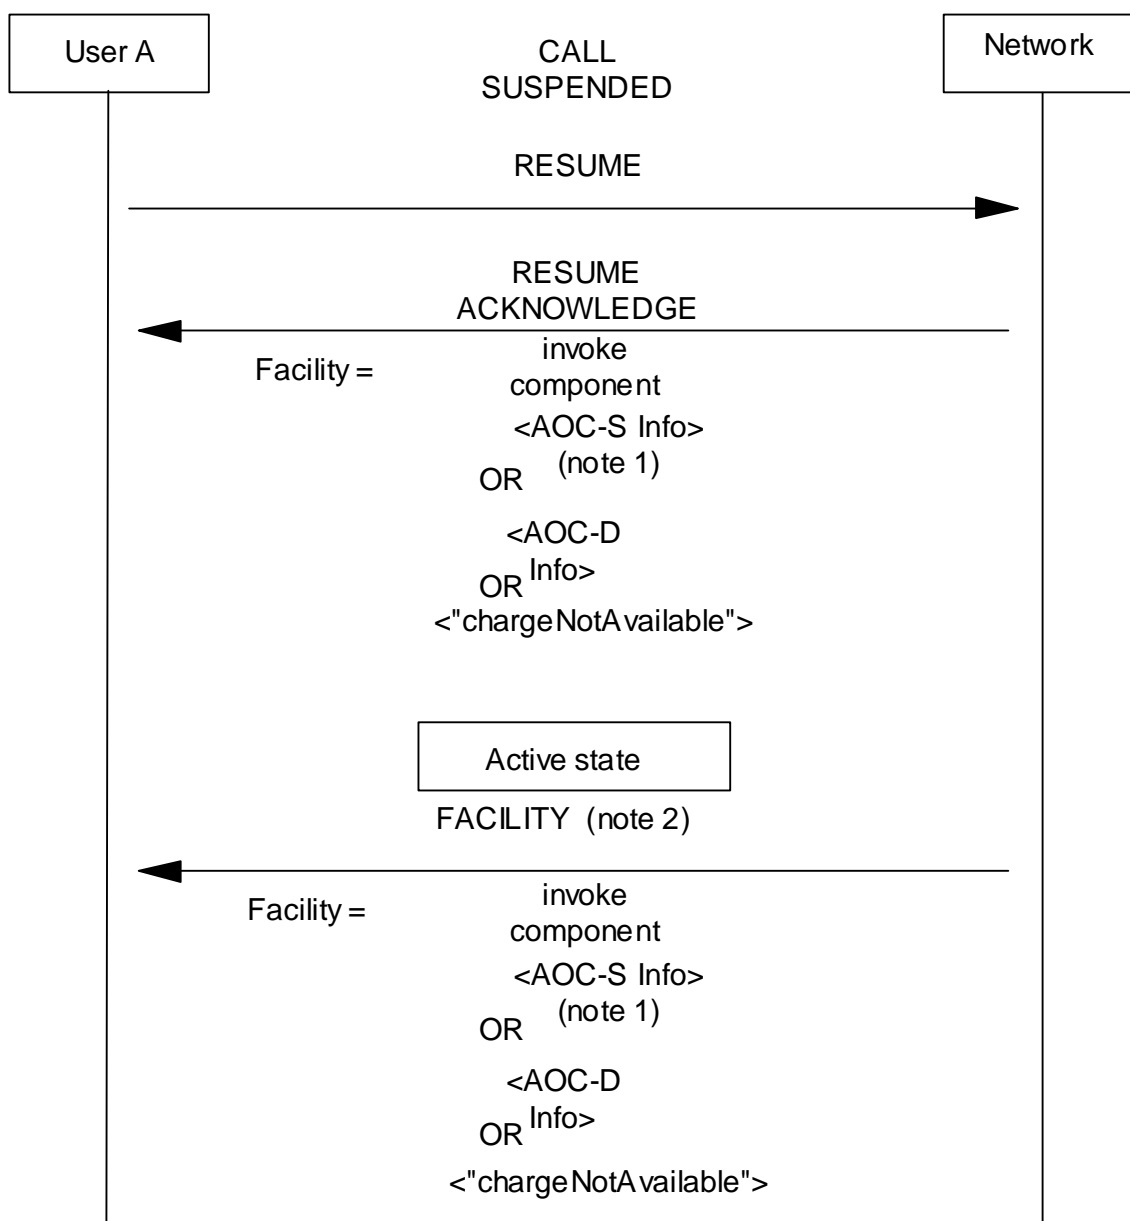 User A
CALL
SUSPENDED
Network
RESUME
RESUME
ACKNOWLEDGE
Facility =
invoke
component
<AOC-S Info>
(note 1)
OR
<AOC-D
Info>
OR
<"chargeNotAvailable">
Active state
FACILITY (note 2)
Facility =
invoke
component
<AOC-S Info>
(note 1)
OR
<AOC-D
Info>
OR
<"chargeNotAvailable">